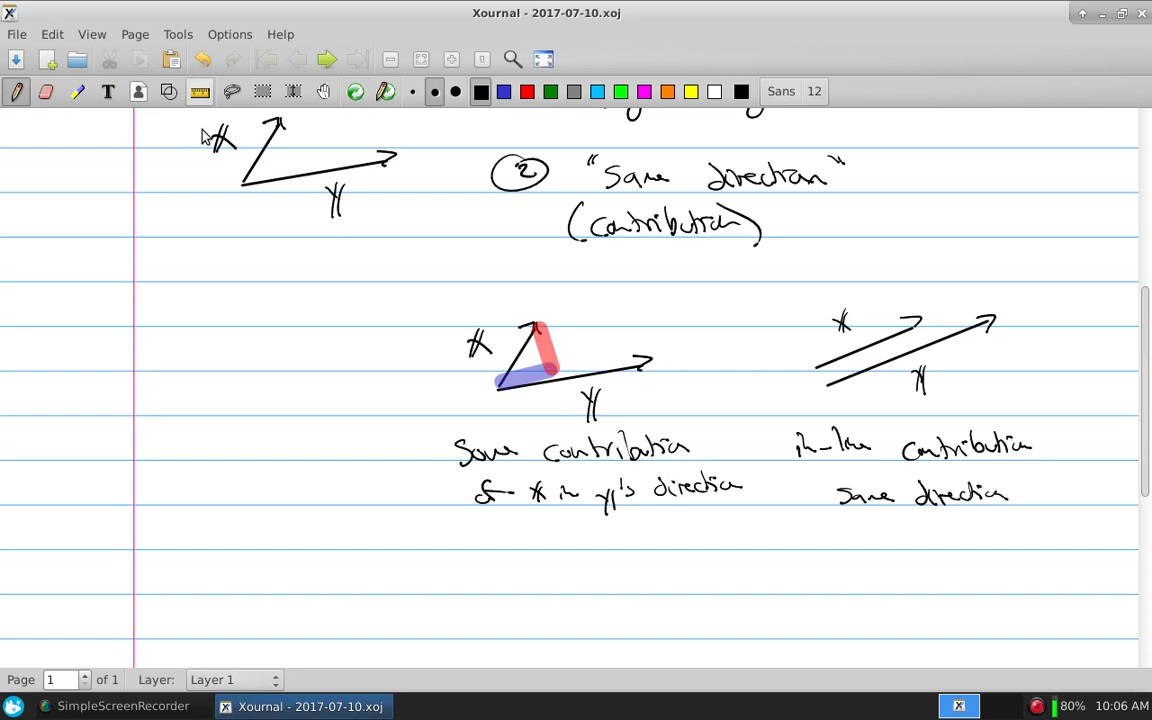 Xournal - 2017-07-10.xoj
File Edit View Page Tools Options Help
Sans 12
X
Y
② "Same direction"
(contribution)
X
Y
X
Y
Some contribution
of X in Y's direction
in-line contribution
same direction
Page 1 of 1 Layer: Layer 1
SimpleScreenRecorder
Xournal - 2017-07-10.xoj
80% 10:06 AM